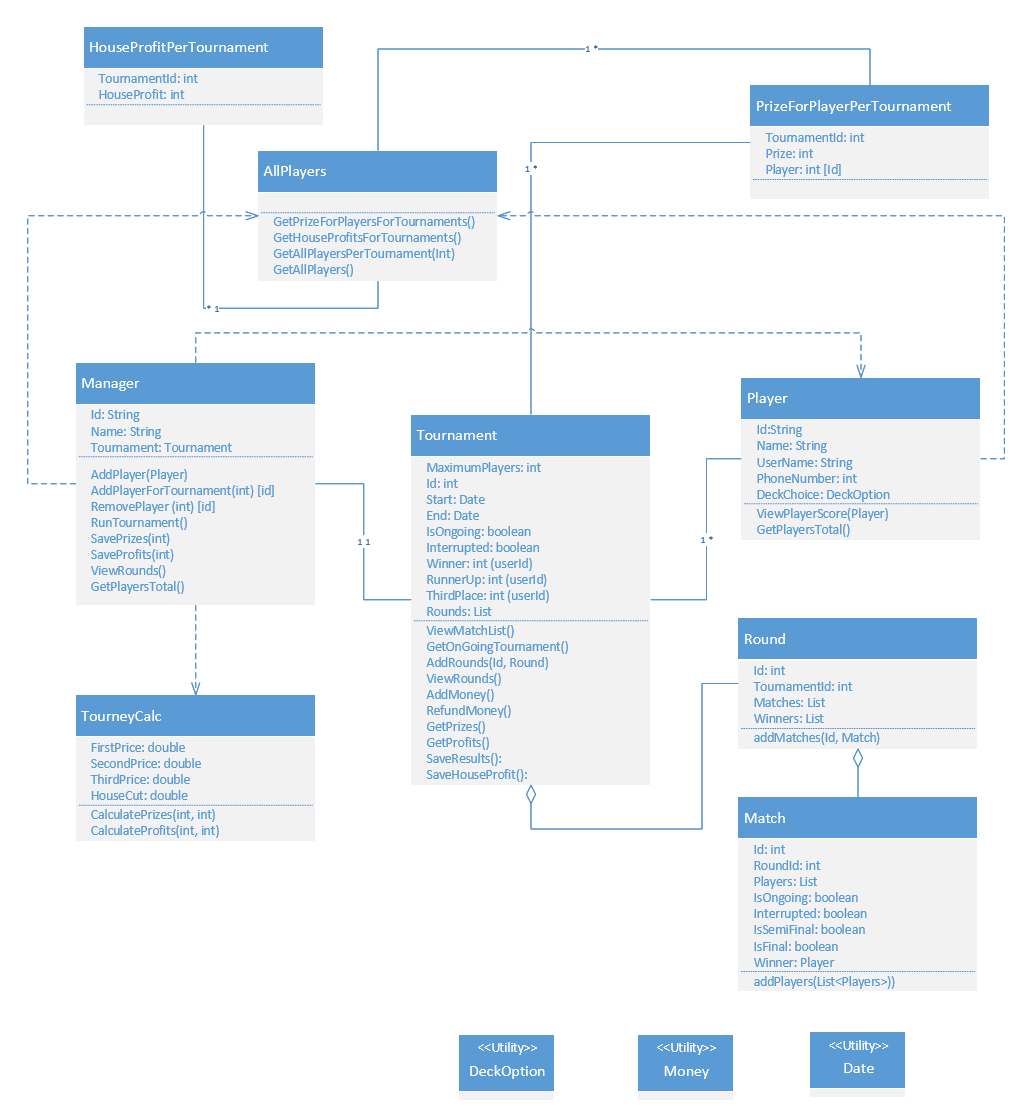 HouseProfitPerTournament
TournamentId: int
HouseProfit: int
1 *
PrizeForPlayerPerTournament
TournamentId: int
Prize: int
Player: int [Id]
1 *
AllPlayers
GetPrizeForPlayersForTournaments()
GetHouseProfitsForTournaments()
GetAllPlayersPerTournament(Int)
GetAllPlayers()
* 1
Manager
Id: String
Name: String
Tournament: Tournament
AddPlayer(Player)
AddPlayerForTournament(int) [id]
RemovePlayer (int) [id]
RunTournament()
SavePrizes(int)
SaveProfits(int)
ViewRounds()
GetPlayersTotal()
1 1
Tournament
MaximumPlayers: int
Id: int
Start: Date
End: Date
IsOngoing: boolean
Interrupted: boolean
Winner: int (userId)
RunnerUp: int (userId)
ThirdPlace: int (userId)
Rounds: List
ViewMatchList()
GetOnGoingTournament()
AddRounds(Id, Round)
ViewRounds()
AddMoney()
RefundMoney()
GetPrizes()
GetProfits()
SaveResults():
SaveHouseProfit():
1 *
Player
Id:String
Name: String
UserName: String
PhoneNumber: int
DeckChoice: DeckOption
ViewPlayerScore(Player)
GetPlayersTotal()
Round
Id: int
TournamentId: int
Matches: List
Winners: List
addMatches(Id, Match)
TourneyCalc
FirstPrice: double
SecondPrice: double
ThirdPrice: double
HouseCut: double
CalculatePrizes(int, int)
CalculateProfits(int, int)
Match
Id: int
RoundId: int
Players: List
IsOngoing: boolean
Interrupted: boolean
IsSemiFinal: boolean
IsFinal: boolean
Winner: Player
addPlayers(List<Players>))
<<Utility>>
DeckOption
<<Utility>>
Money
<<Utility>>
Date